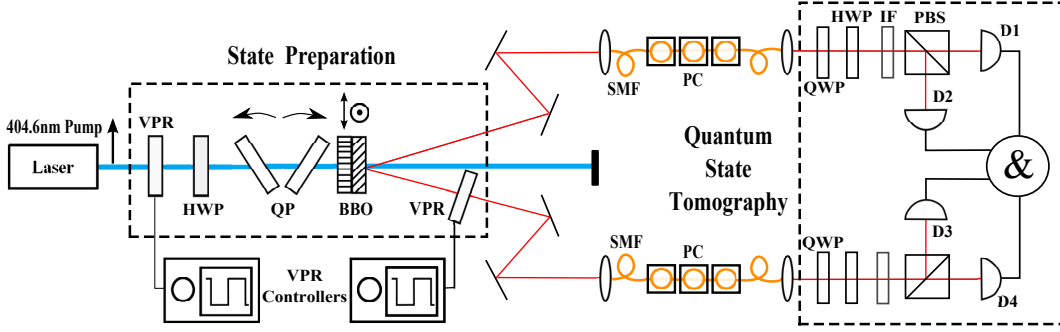 State Preparation
404.6nm Pump
Laser
VPR
HWP
QP
BBO
VPR
VPR
Controllers
SMF
PC
SMF
PC
Quantum
State
Tomography
QWP
HWP
IF
PBS
D1
D2
&
D3
QWP
D4